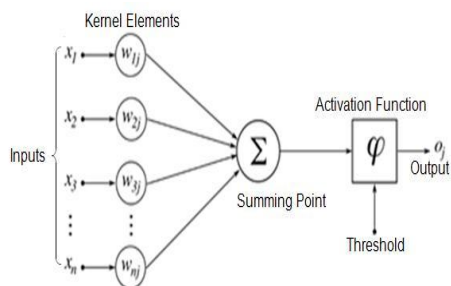 Kernel Elements
x₁ w₁ⱼ
Activation Function
x₂ w₂ⱼ
Inputs Σ φ oⱼ
Output
x₃ w₃ⱼ
Summing Point
⋮ ⋮
Threshold
xₙ wₙⱼ